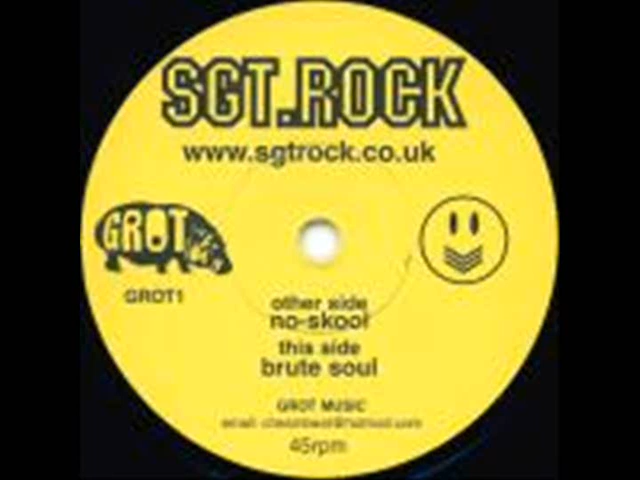 SGT.ROCK
www.sgtrock.co.uk
GROT
GROT1
other side
no-skool
this side
brute soul
GROT MUSIC
email:
45rpm